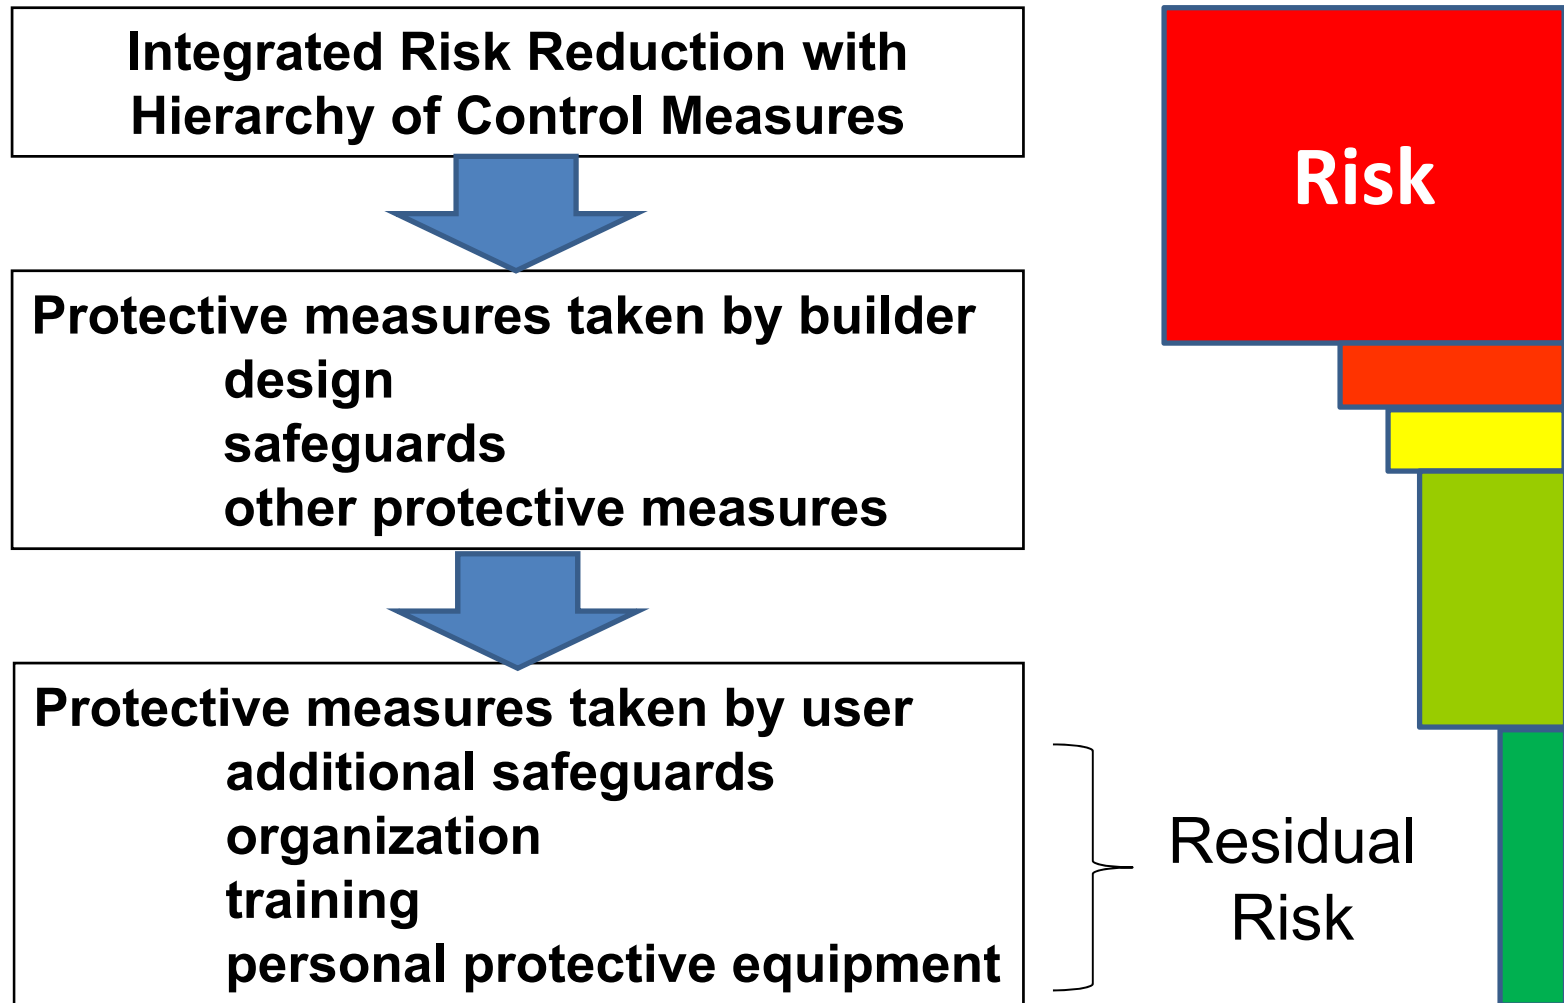 Integrated Risk Reduction with
Hierarchy of Control Measures
Risk
Protective measures taken by builder
design
safeguards
other protective measures
Protective measures taken by user
additional safeguards
organization
training
personal protective equipment
Residual
Risk